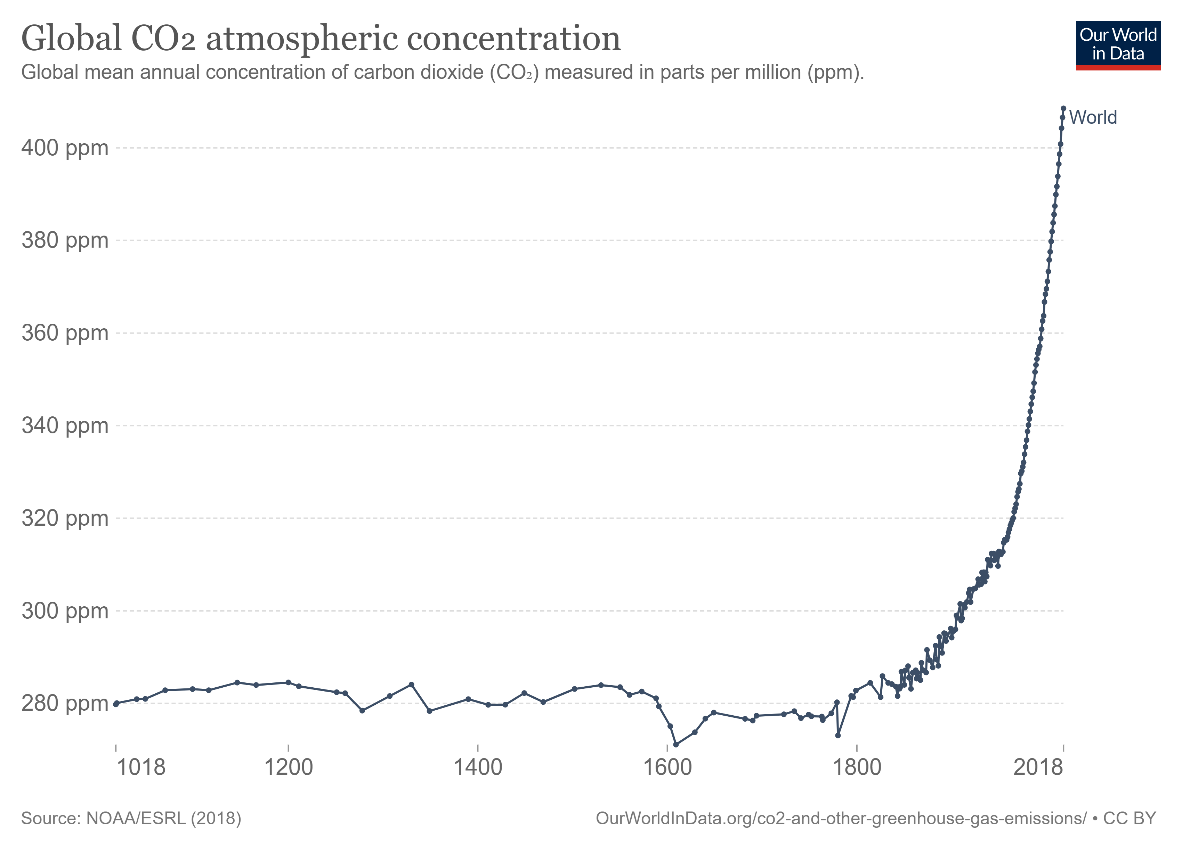 Global CO₂ atmospheric concentration
Global mean annual concentration of carbon dioxide (CO₂) measured in parts per million (ppm).
Our World
in Data
World
400 ppm
380 ppm
360 ppm
340 ppm
320 ppm
300 ppm
280 ppm
1018 1200 1400 1600 1800 2018
Source: NOAA/ESRL (2018) OurWorldInData.org/co2-and-other-greenhouse-gas-emissions/ • CC BY